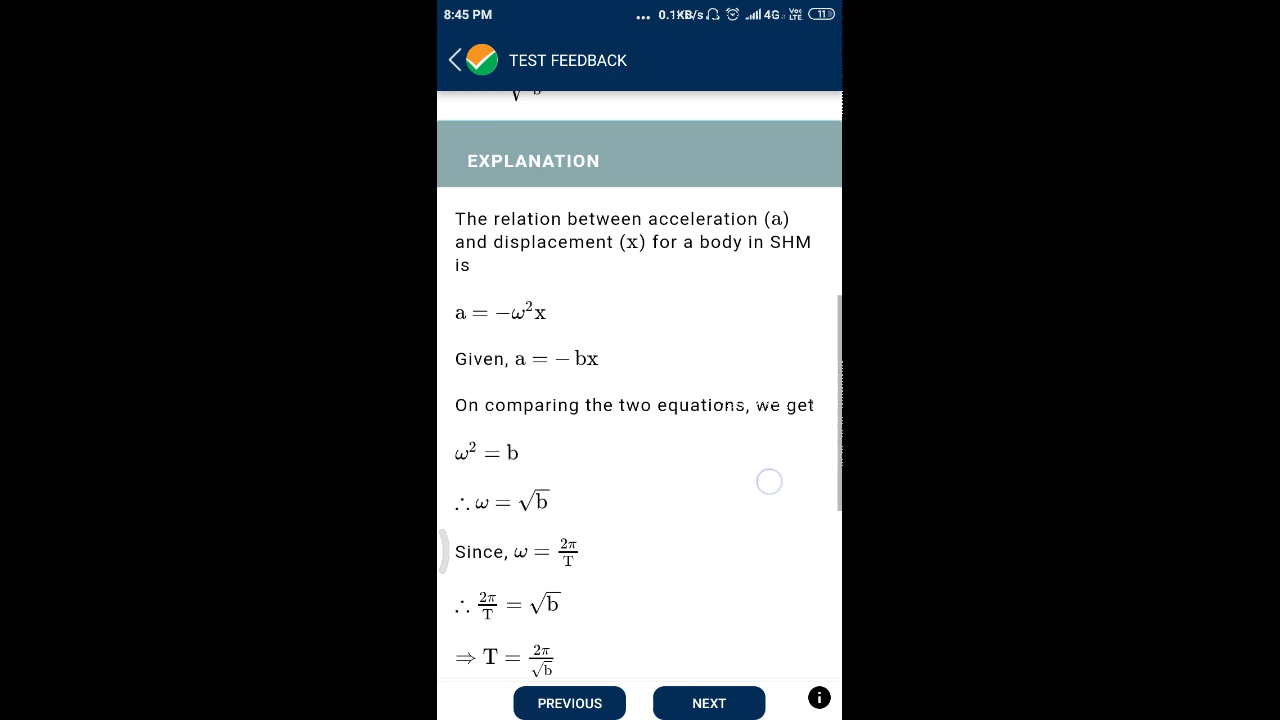 8:45 PM ... 0.1KB/s 4G Vo LTE 11
TEST FEEDBACK
b
EXPLANATION
The relation between acceleration (a)
and displacement (x) for a body in SHM
is
a = −ω²x
Given, a = − bx
On comparing the two equations, we get
ω² = b
∴ ω = √b
Since, ω = 2π/T
∴ 2π/T = √b
⇒ T = 2π/√b
PREVIOUS NEXT i